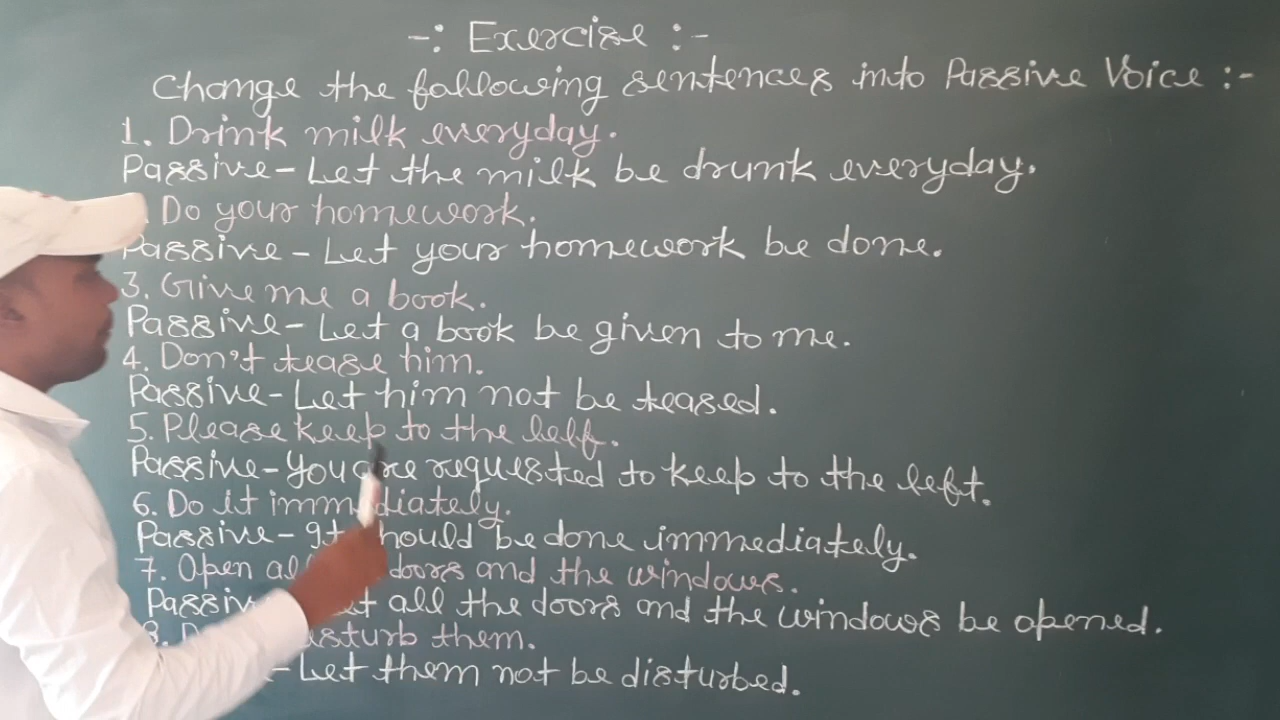 -: Exercise :-
Change the following sentences into Passive Voice :-
1. Drink milk everyday.
Passive- Let the milk be drunk everyday.
. Do your homework.
Passive - Let your homework be done.
3. Give me a book.
Passive- Let a book be given to me.
4. Don't tease him.
Passive- Let him not be teased.
5. Please keep to the left.
Passive- You are requested to keep to the left.
6. Do it immediately.
Passive- It should be done immediately.
7. Open all doors and the windows.
Passive all the doors and the windows be opened.
8. disturb them.
- Let them not be disturbed.